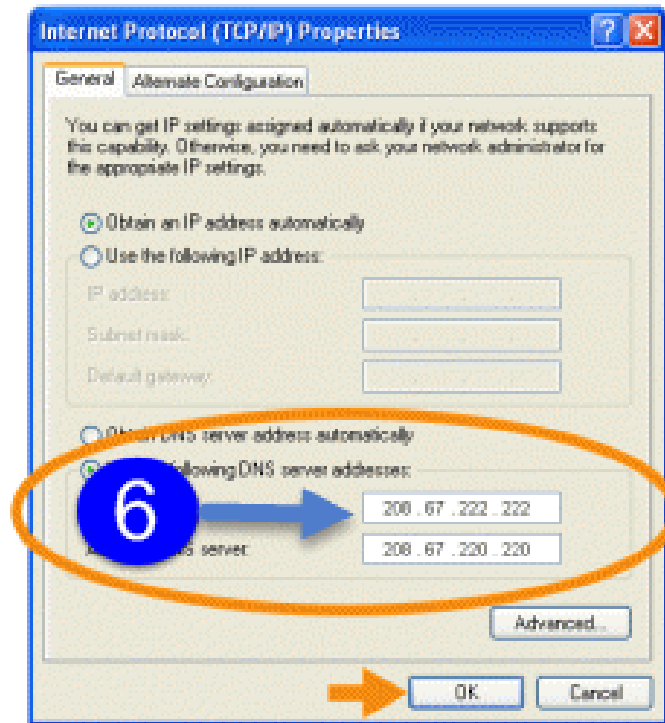 Internet Protocol (TCP/IP) Properties
General
Alternate Configuration
You can get IP settings assigned automatically if your network supports
this capability. Otherwise, you need to ask your network administrator for
the appropriate IP settings.
Obtain an IP address automatically
Use the following IP address:
IP address:
Subnet mask:
Default gateway:
Obtain DNS server address automatically
following DNS server addresses:
6
208 . 67 . 222 . 222
server:
208 . 67 . 220 . 220
Advanced...
OK
Cancel